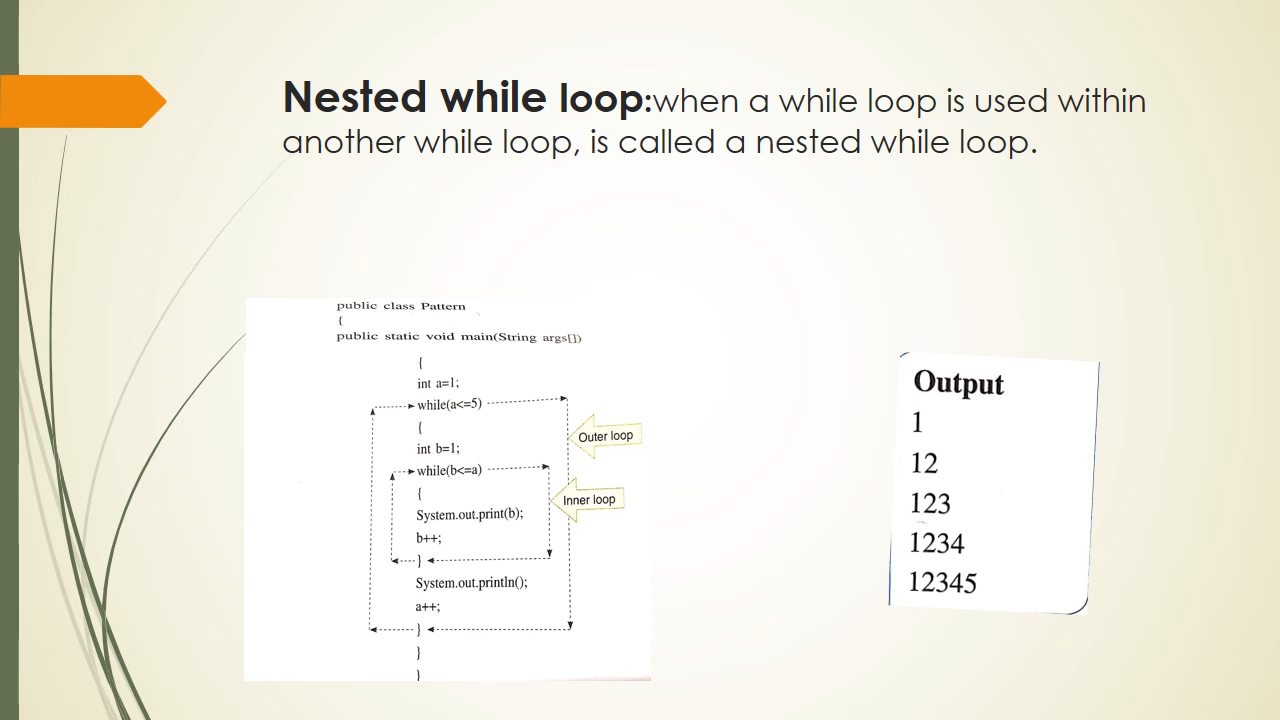 Nested while loop:when a while loop is used within
another while loop, is called a nested while loop.
public class Pattern
{
public static void main(String args[])
{
int a=1;
while(a<=5)
{
Outer loop
int b=1;
while(b<=a)
{
Inner loop
System.out.print(b);
b++;
}
System.out.println();
a++;
}
}
}
Output
1
12
123
1234
12345